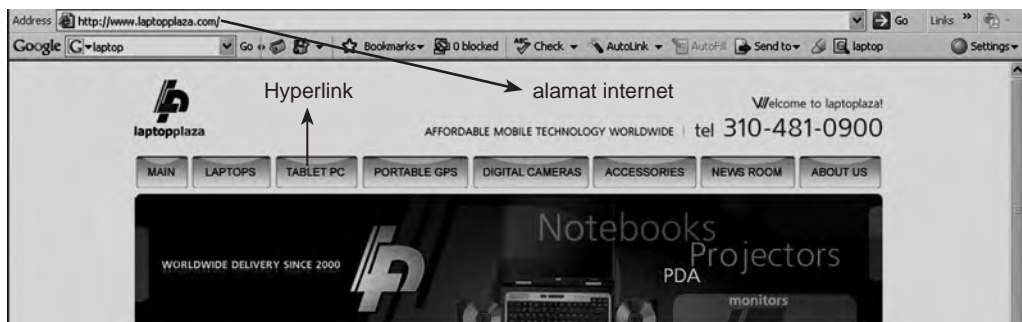 Address http://www.laptopplaza.com/ Go Links »
Google G laptop Go Bookmarks 0 blocked ABC Check AutoLink AutoFill Send to laptop Settings
Hyperlink alamat internet
laptopplaza
Welcome to laptopplaza!
AFFORDABLE MOBILE TECHNOLOGY WORLDWIDE | tel 310-481-0900
MAIN LAPTOPS TABLET PC PORTABLE GPS DIGITAL CAMERAS ACCESSORIES NEWS ROOM ABOUT US
Notebooks
Projectors
WORLDWIDE DELIVERY SINCE 2000
PDA
monitors